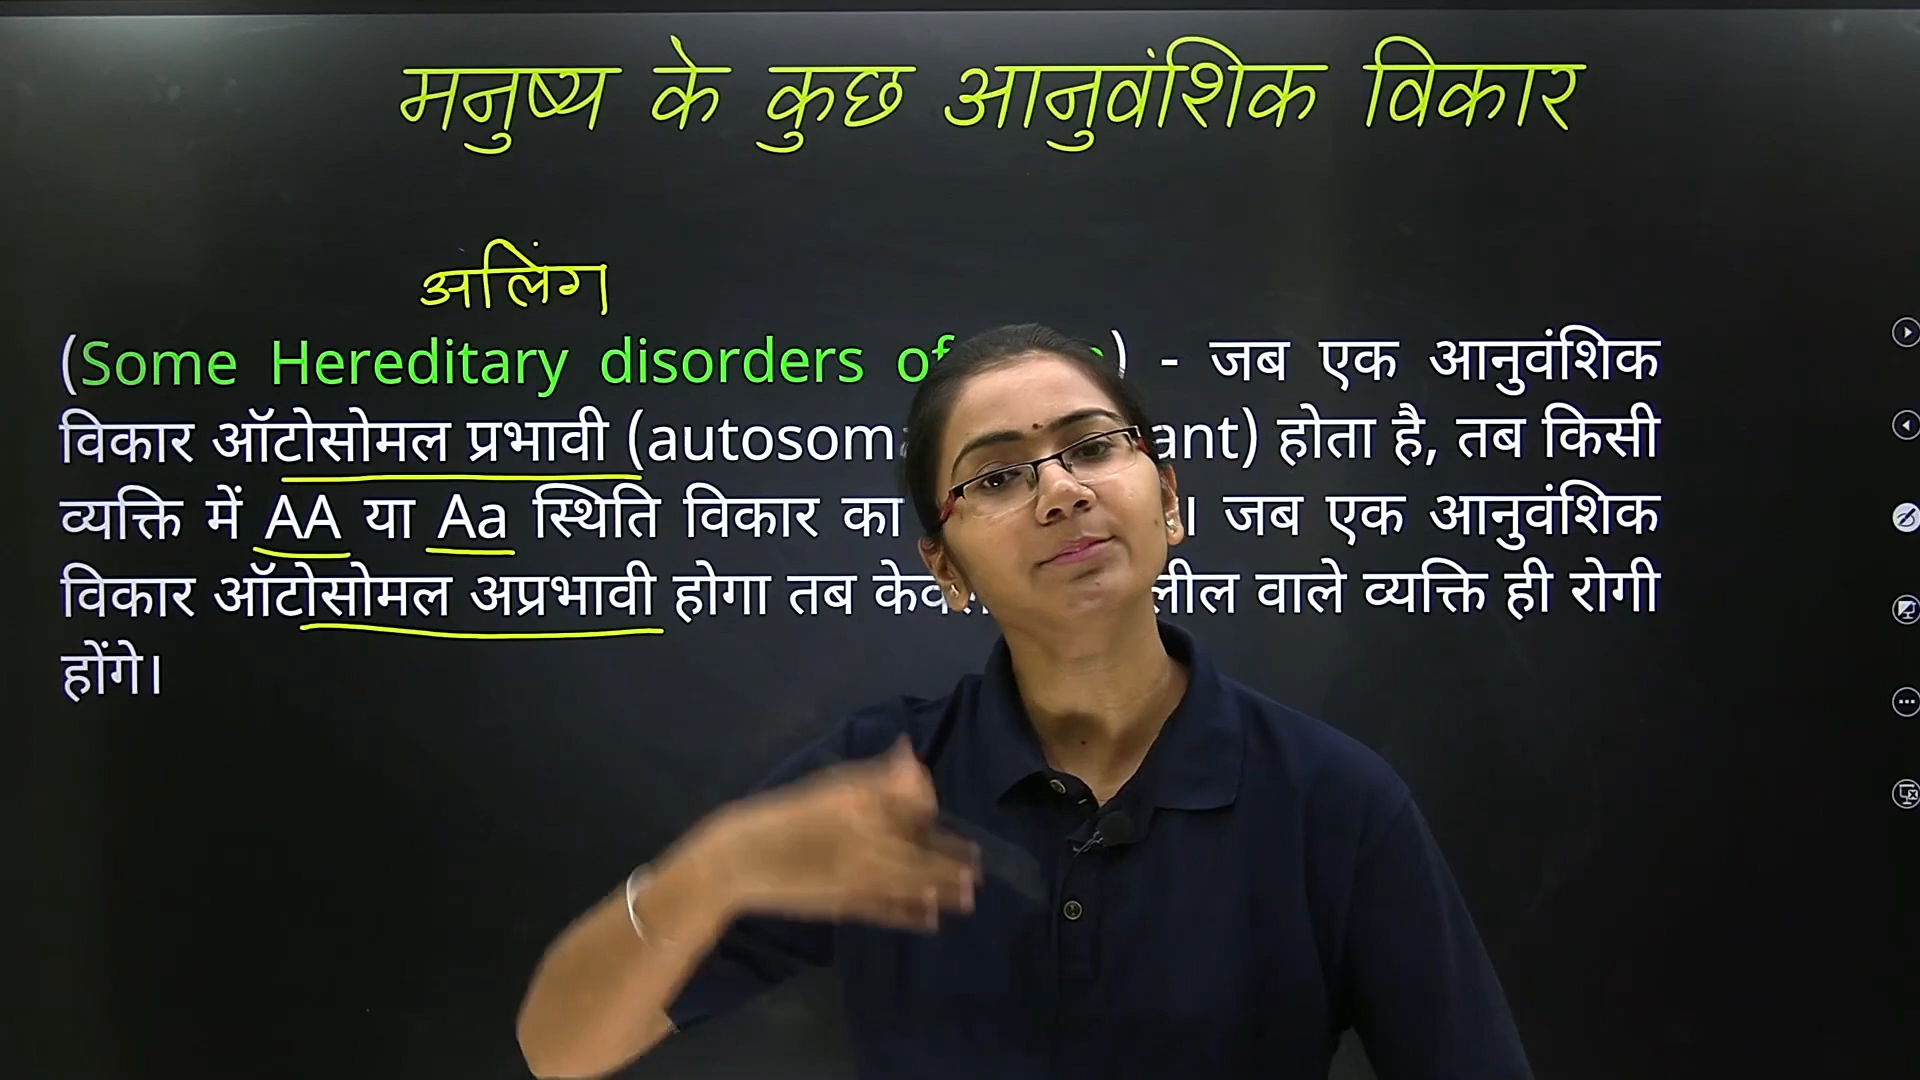 मनुष्य के कुछ आनुवंशिक विकार
अलिंग
(Some Hereditary disorders of ) - जब एक आनुवंशिक
विकार ऑटोसोमल प्रभावी (autosoma ant) होता है, तब किसी
व्यक्ति में AA या Aa स्थिति विकार का । जब एक आनुवंशिक
विकार ऑटोसोमल अप्रभावी होगा तब लील वाले व्यक्ति ही रोगी
होंगे।